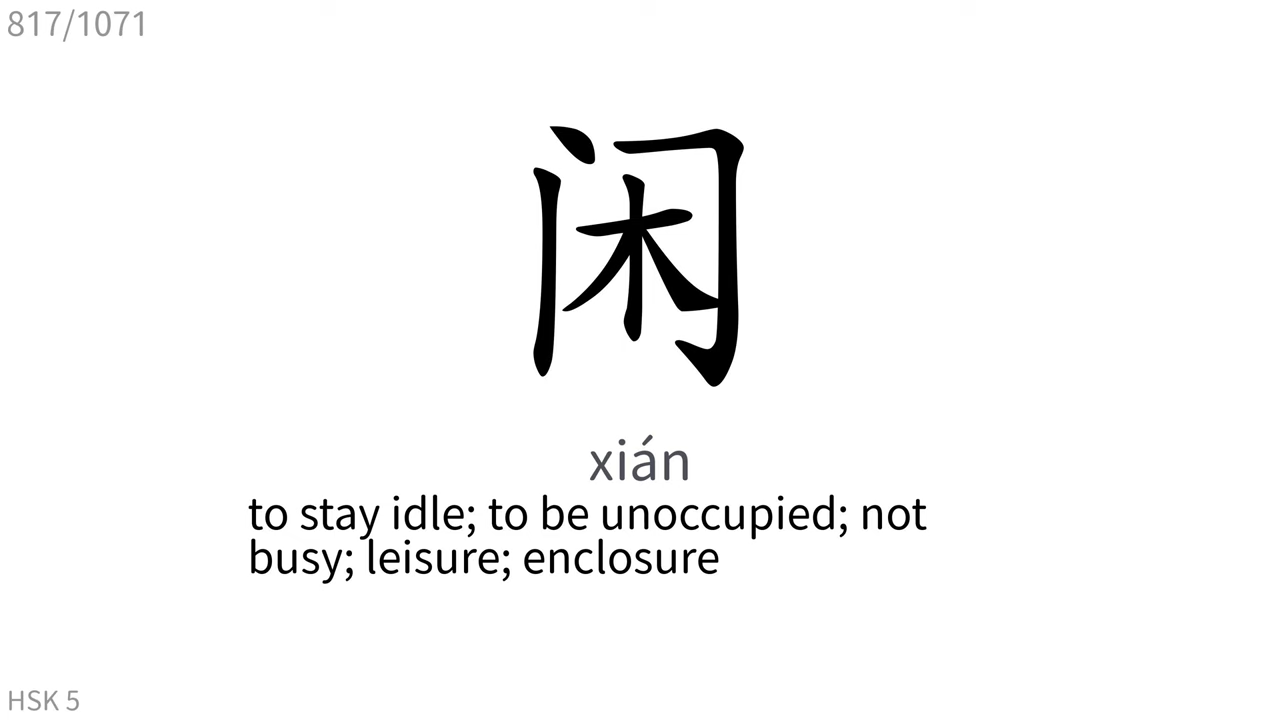 817/1071
闲
xián
to stay idle; to be unoccupied; not
busy; leisure; enclosure
HSK 5